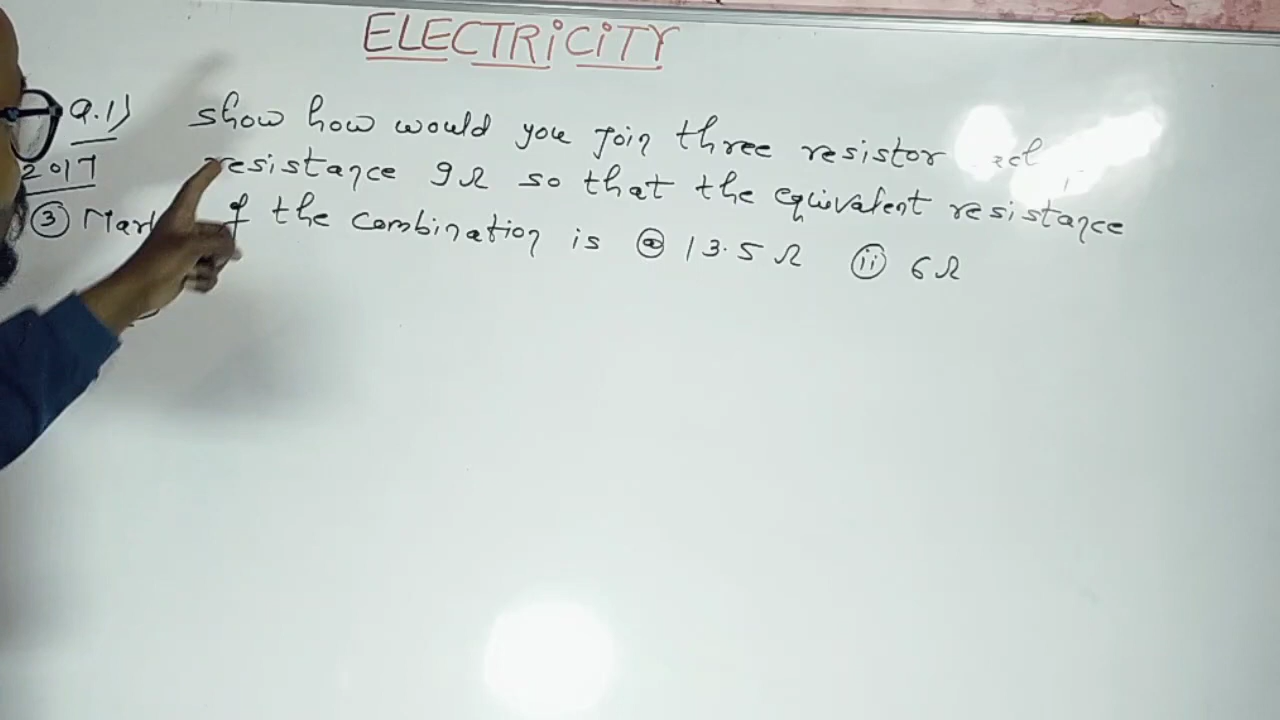 ELECTRiCiTY
Q.1) show how would you join three resistor
2017 resistance 9Ω so that the equivalent resistance
③ of the combination is ⓐ 13.5 Ω ⓘⓘ 6Ω